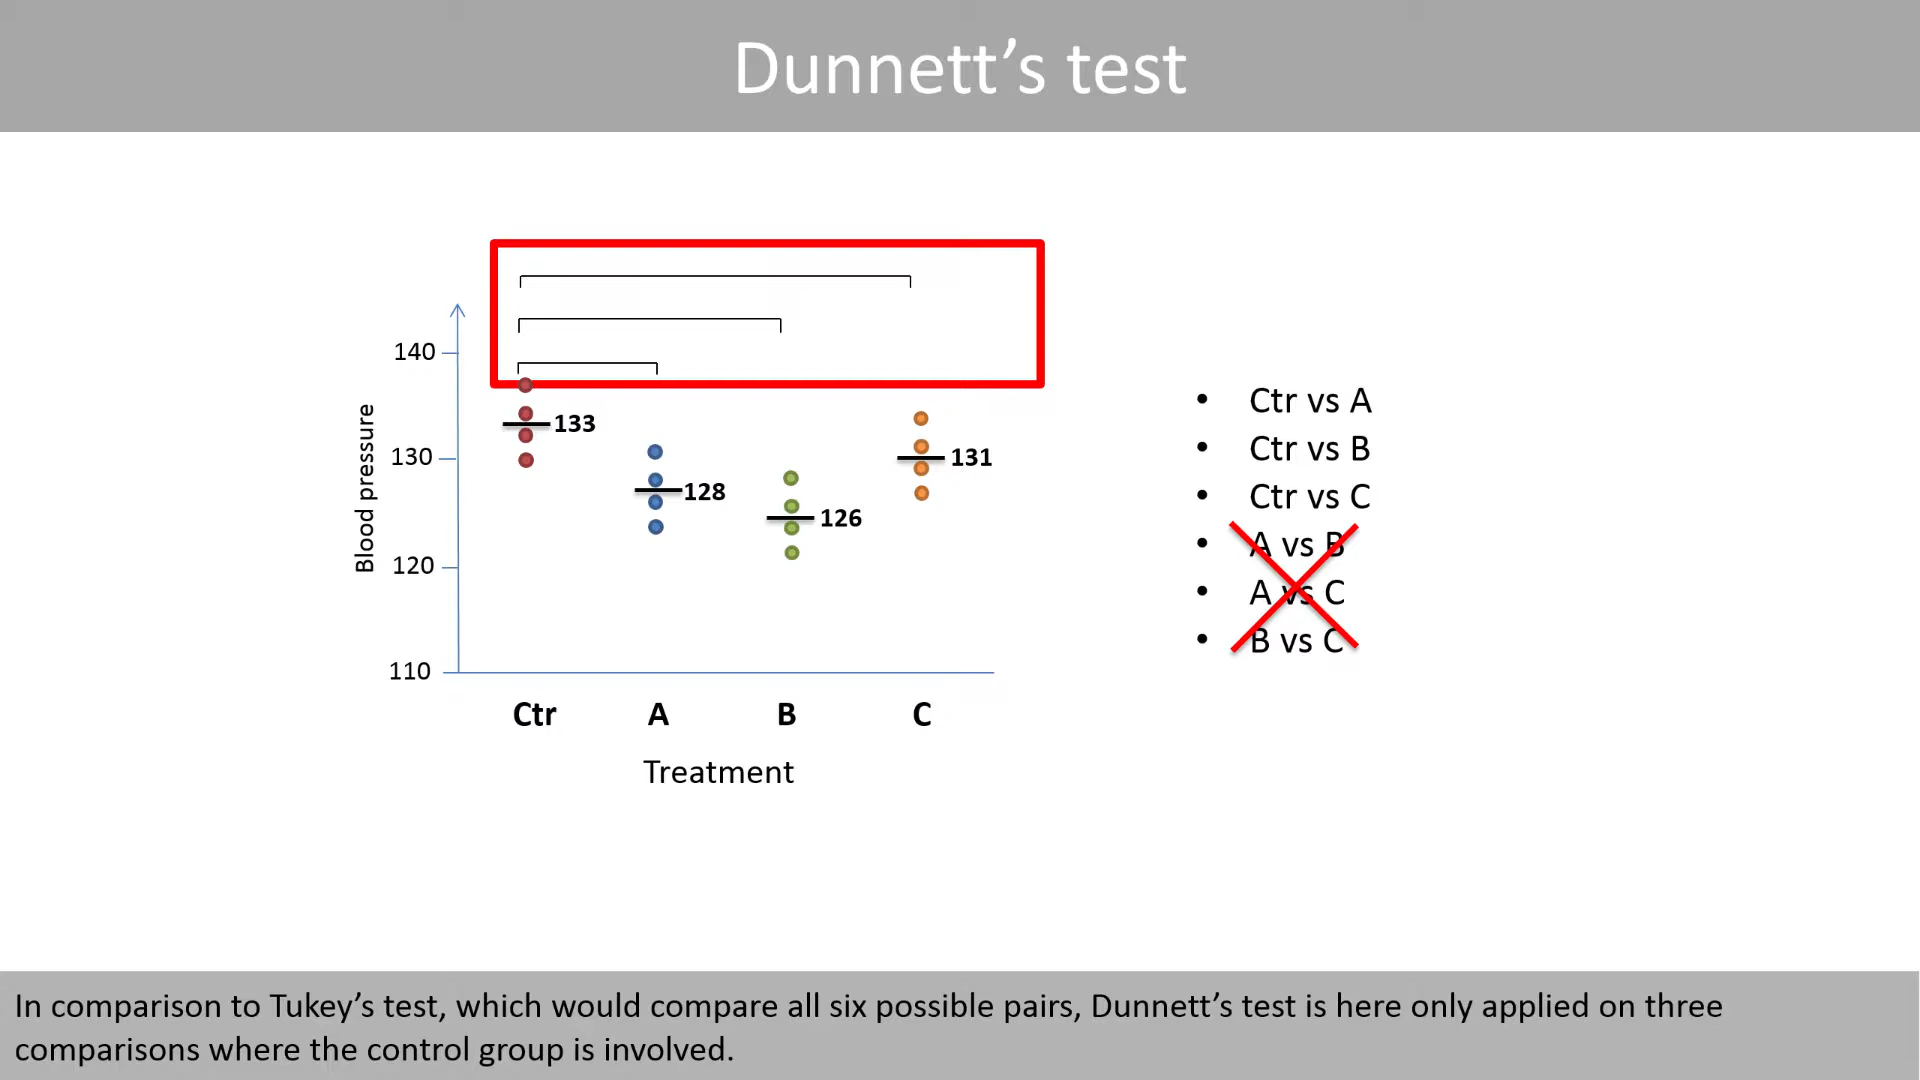 Dunnett’s test
140
130
120
110
Blood pressure
133
128
126
131
Ctr A B C
Treatment
• Ctr vs A
• Ctr vs B
• Ctr vs C
• A vs B
• A vs C
• B vs C
In comparison to Tukey’s test, which would compare all six possible pairs, Dunnett’s test is here only applied on three
comparisons where the control group is involved.